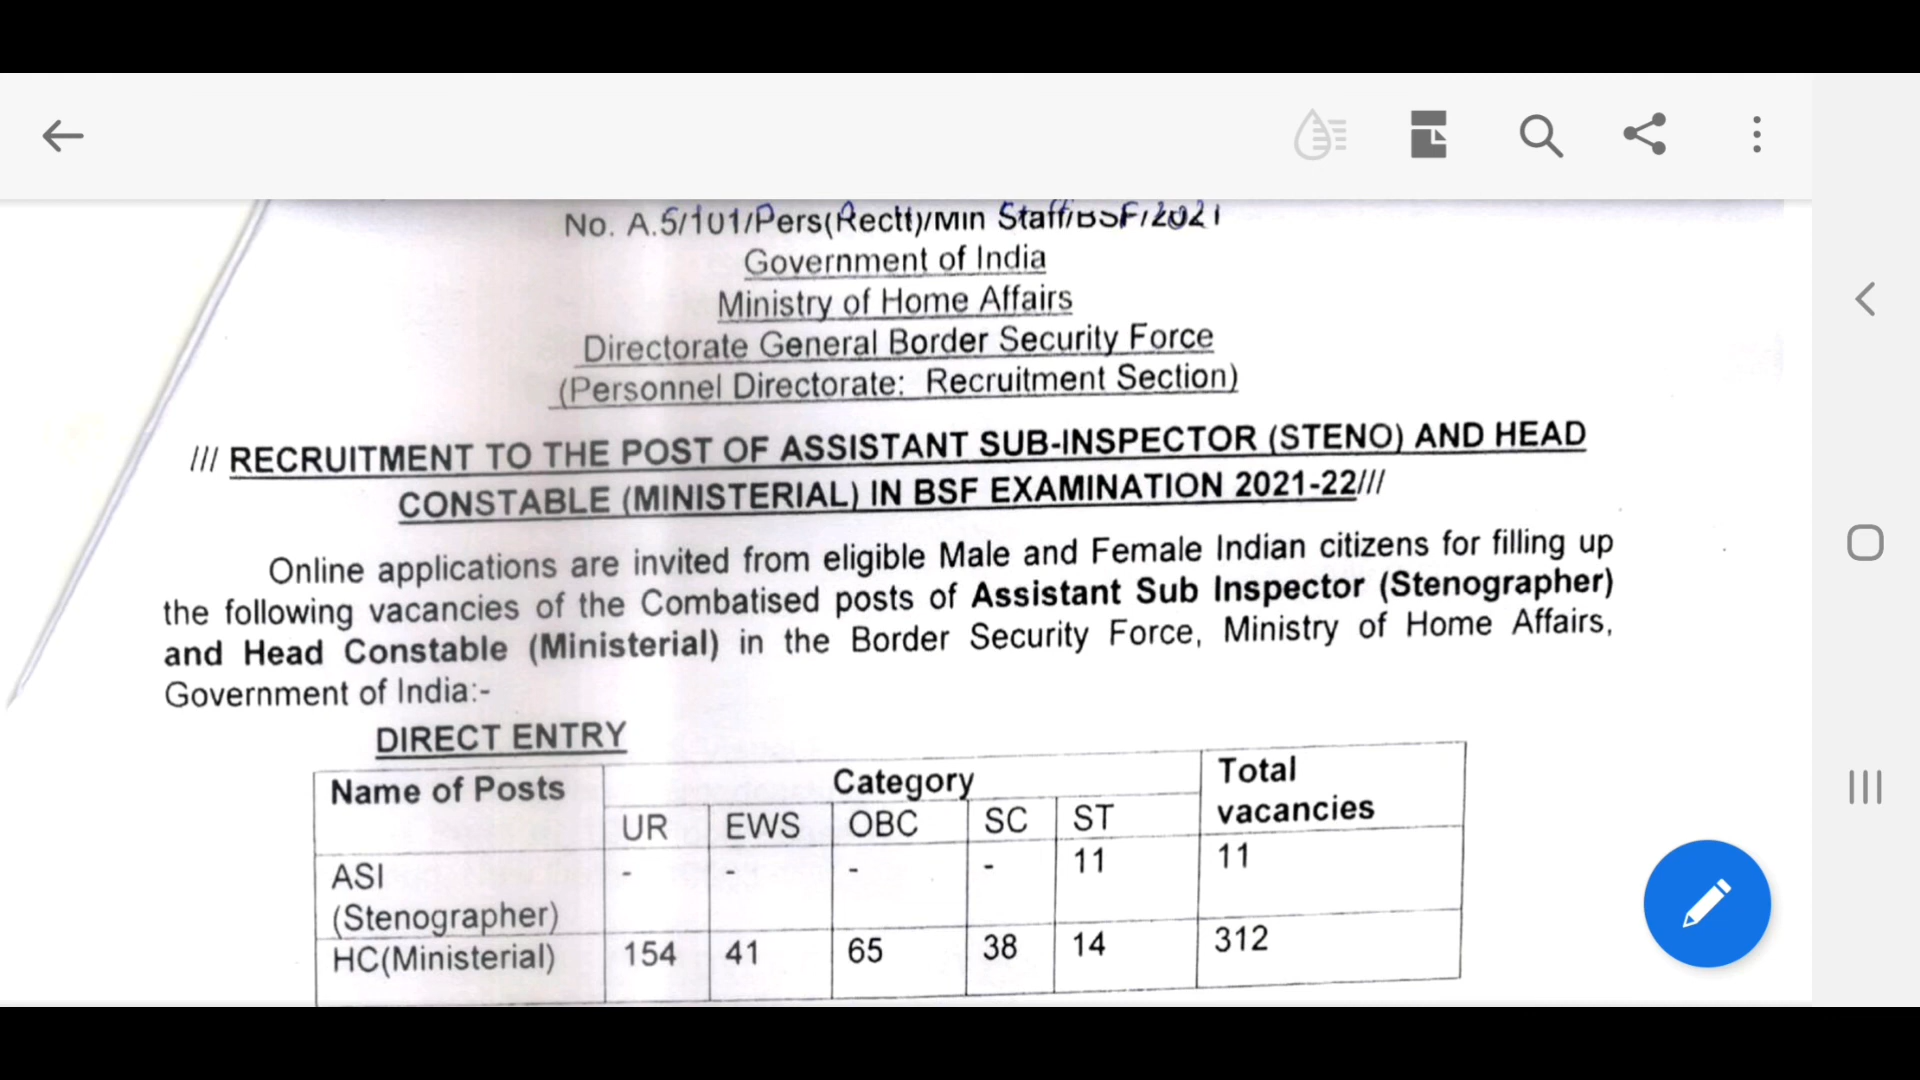 No. A.5/101/Pers(Rectt)/Min Staff/BSF/2021
Government of India
Ministry of Home Affairs
Directorate General Border Security Force
(Personnel Directorate: Recruitment Section)
/// RECRUITMENT TO THE POST OF ASSISTANT SUB-INSPECTOR (STENO) AND HEAD
CONSTABLE (MINISTERIAL) IN BSF EXAMINATION 2021-22///
Online applications are invited from eligible Male and Female Indian citizens for filling up
the following vacancies of the Combatised posts of Assistant Sub Inspector (Stenographer)
and Head Constable (Ministerial) in the Border Security Force, Ministry of Home Affairs,
Government of India:-
DIRECT ENTRY
Name of Posts Category Total
vacancies
UR EWS OBC SC ST
ASI - - - - 11 11
(Stenographer)
HC(Ministerial) 154 41 65 38 14 312